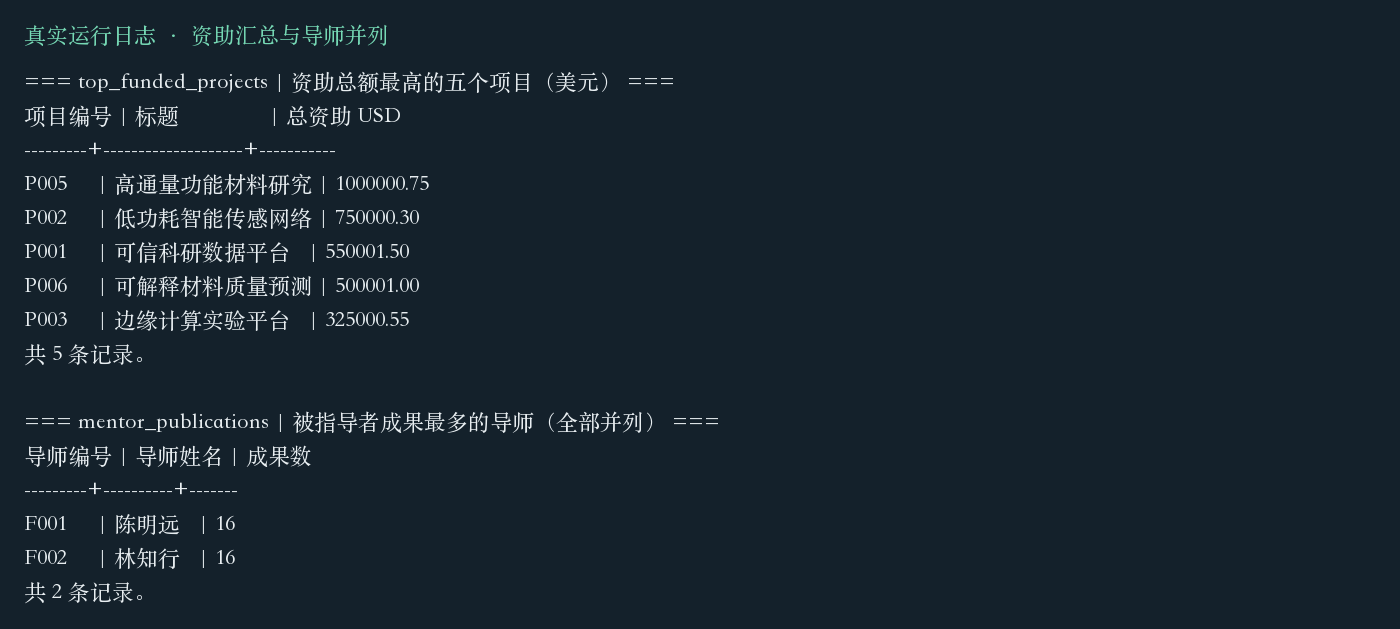 真实运行日志 · 资助汇总与导师并列
=== top_funded_projects | 资助总额最高的五个项目（美元） ===
项目编号 | 标题                 | 总资助 USD
---------+--------------------+-----------
P005     | 高通量功能材料研究 | 1000000.75
P002     | 低功耗智能传感网络 | 750000.30
P001     | 可信科研数据平台   | 550001.50
P006     | 可解释材料质量预测 | 500001.00
P003     | 边缘计算实验平台   | 325000.55
共 5 条记录。
=== mentor_publications | 被指导者成果最多的导师（全部并列） ===
导师编号 | 导师姓名 | 成果数
---------+----------+-------
F001     | 陈明远   | 16
F002     | 林知行   | 16
共 2 条记录。